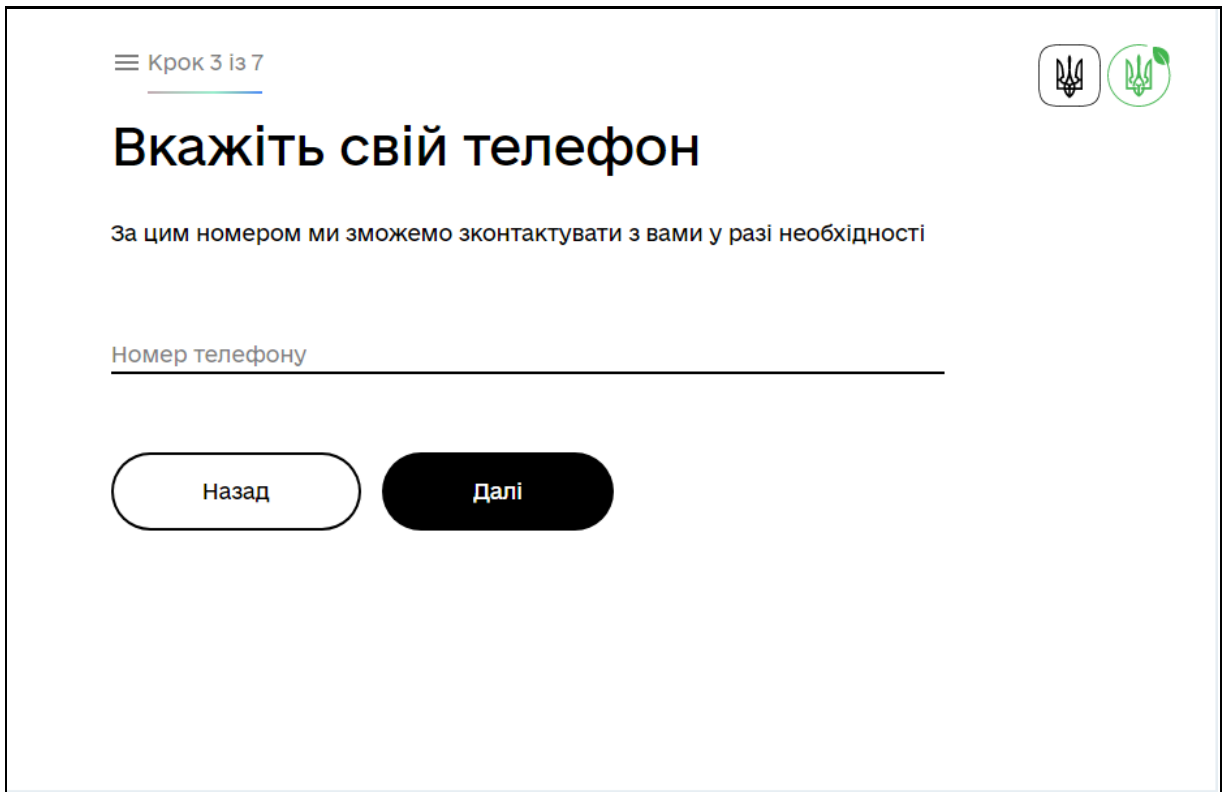 Крок 3 із 7
Вкажіть свій телефон
За цим номером ми зможемо зконтактувати з вами у разі необхідності
Номер телефону
Назад
Далі